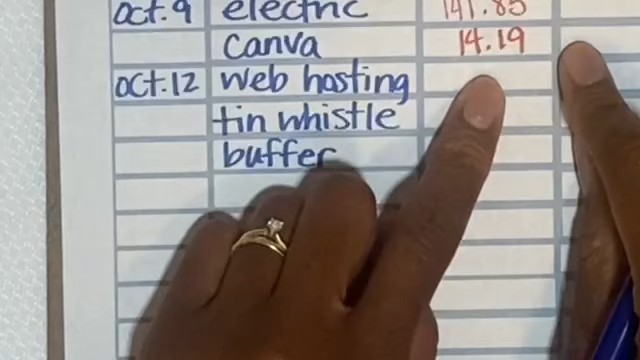 oct.9 electric 141.85
canva 14.19
oct.12 web hosting
tin whistle
buffer